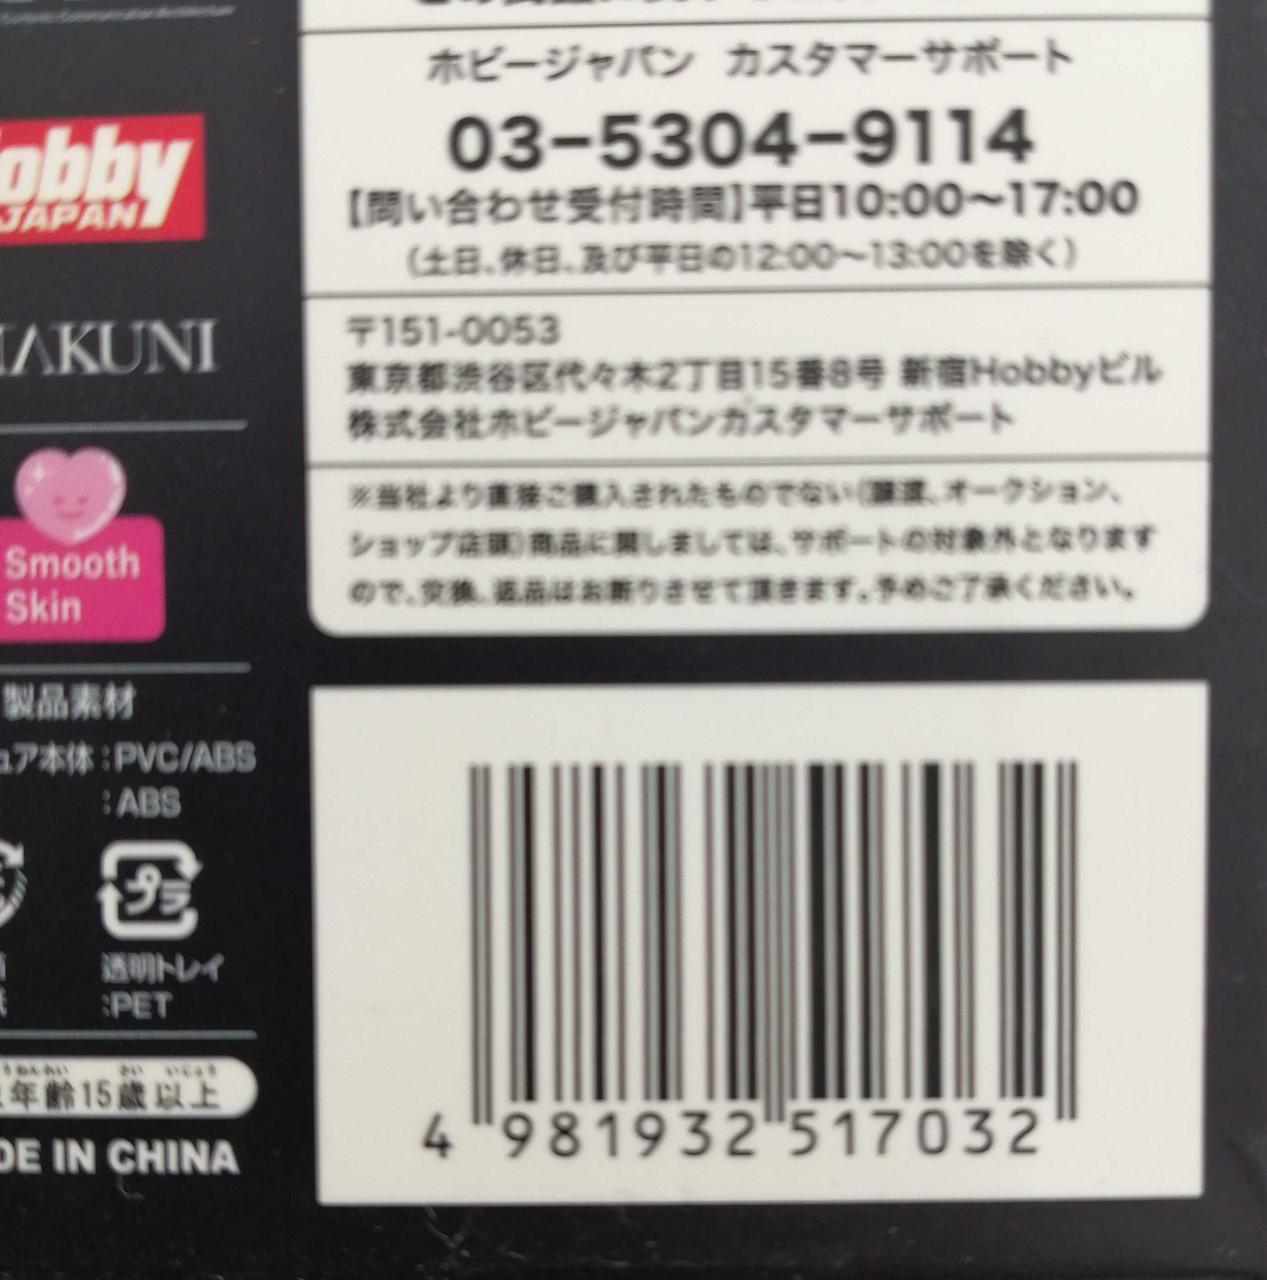 ホビージャパン カスタマーサポート
03-5304-9114
【問い合わせ受付時間】平日10:00〜17:00
(土日、休日、及び平日の12:00〜13:00を除く)
〒151-0053
東京都渋谷区代々木2丁目15番8号 新宿Hobbyビル
株式会社ホビージャパンカスタマーサポート
※当社より直接ご購入されたものでない(譲渡、オークション、
ショップ店頭)商品に関しましては、サポートの対象外となります
ので、交換、返品はお断りさせて頂きます。予めご了承ください。
4 981932 517032
obby
JAPAN
AKUNI
Smooth
Skin
製品素材
ュア本体:PVC/ABS
:ABS
プラ
透明トレイ
:PET
年齢15歳以上
DE IN CHINA